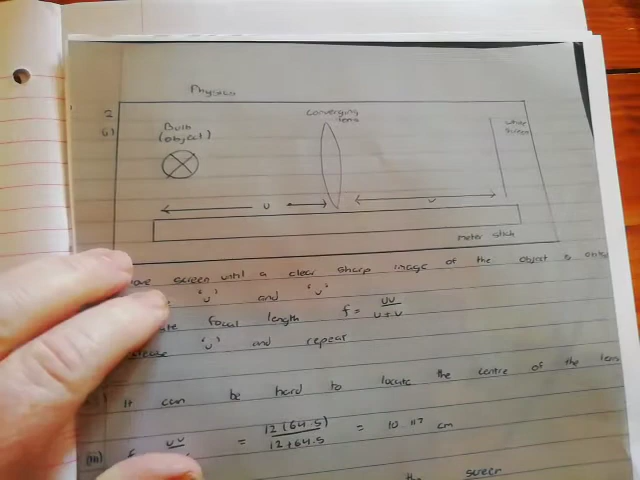 Physics
2
Bulb
(object)
converging
lens
white
screen
u
v
meter stick
screen until a clear sharp image of the object is
'u' and 'v'
focal length f = uv
u + v
'u' and repeat
It can be hard to locate the centre of the lens
(iii) f uv = 12(64.5) = 10.117 cm
12+64.5
the screen